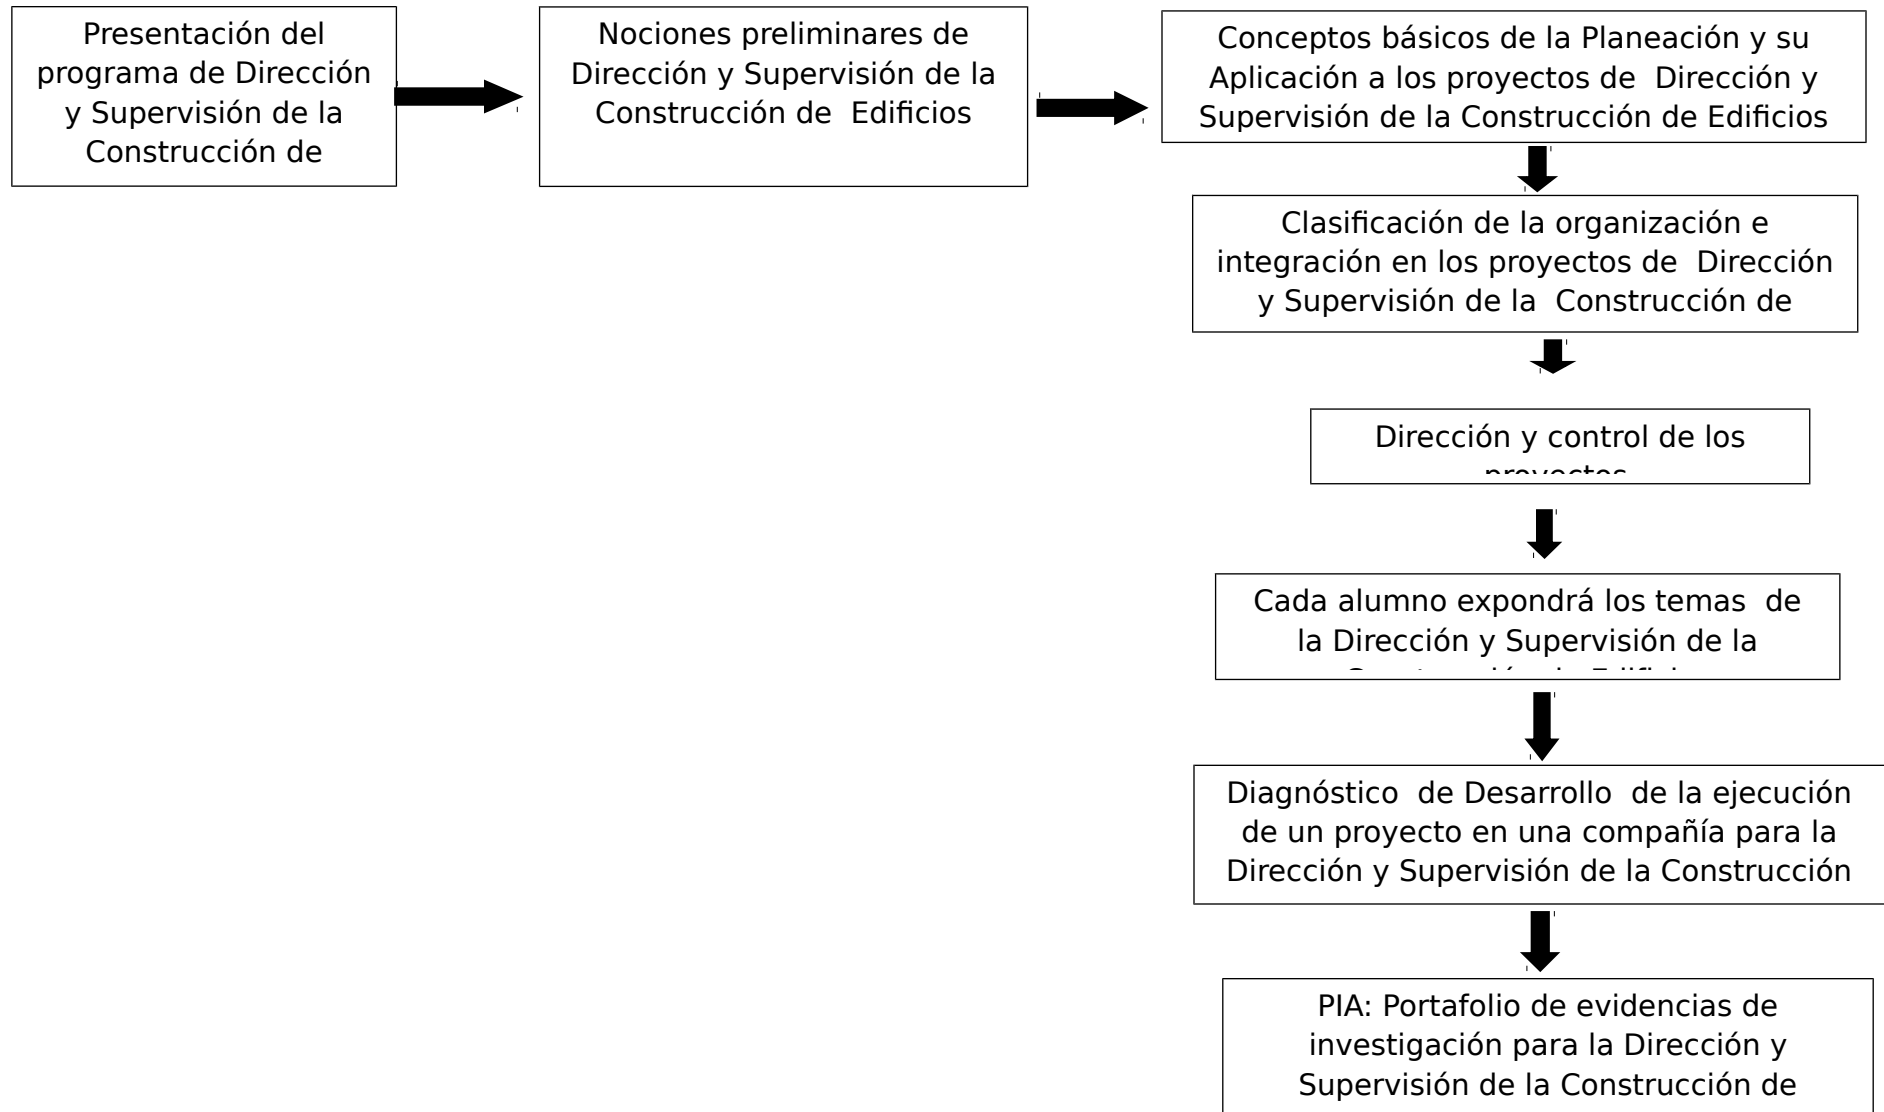 Presentación del
programa de Dirección
y Supervisión de la
Construcción de
Nociones preliminares de
Dirección y Supervisión de la
Construcción de  Edificios
Conceptos básicos de la Planeación y su
Aplicación a los proyectos de  Dirección y
Supervisión de la Construcción de Edificios
Clasificación de la organización e
integración en los proyectos de  Dirección
y Supervisión de la  Construcción de
Dirección y control de los
proyectos
Cada alumno expondrá los temas  de
la Dirección y Supervisión de la
Diagnóstico  de Desarrollo  de la ejecución
de un proyecto en una compañía para la
Dirección y Supervisión de la Construcción
PIA: Portafolio de evidencias de
investigación para la Dirección y
Supervisión de la Construcción de